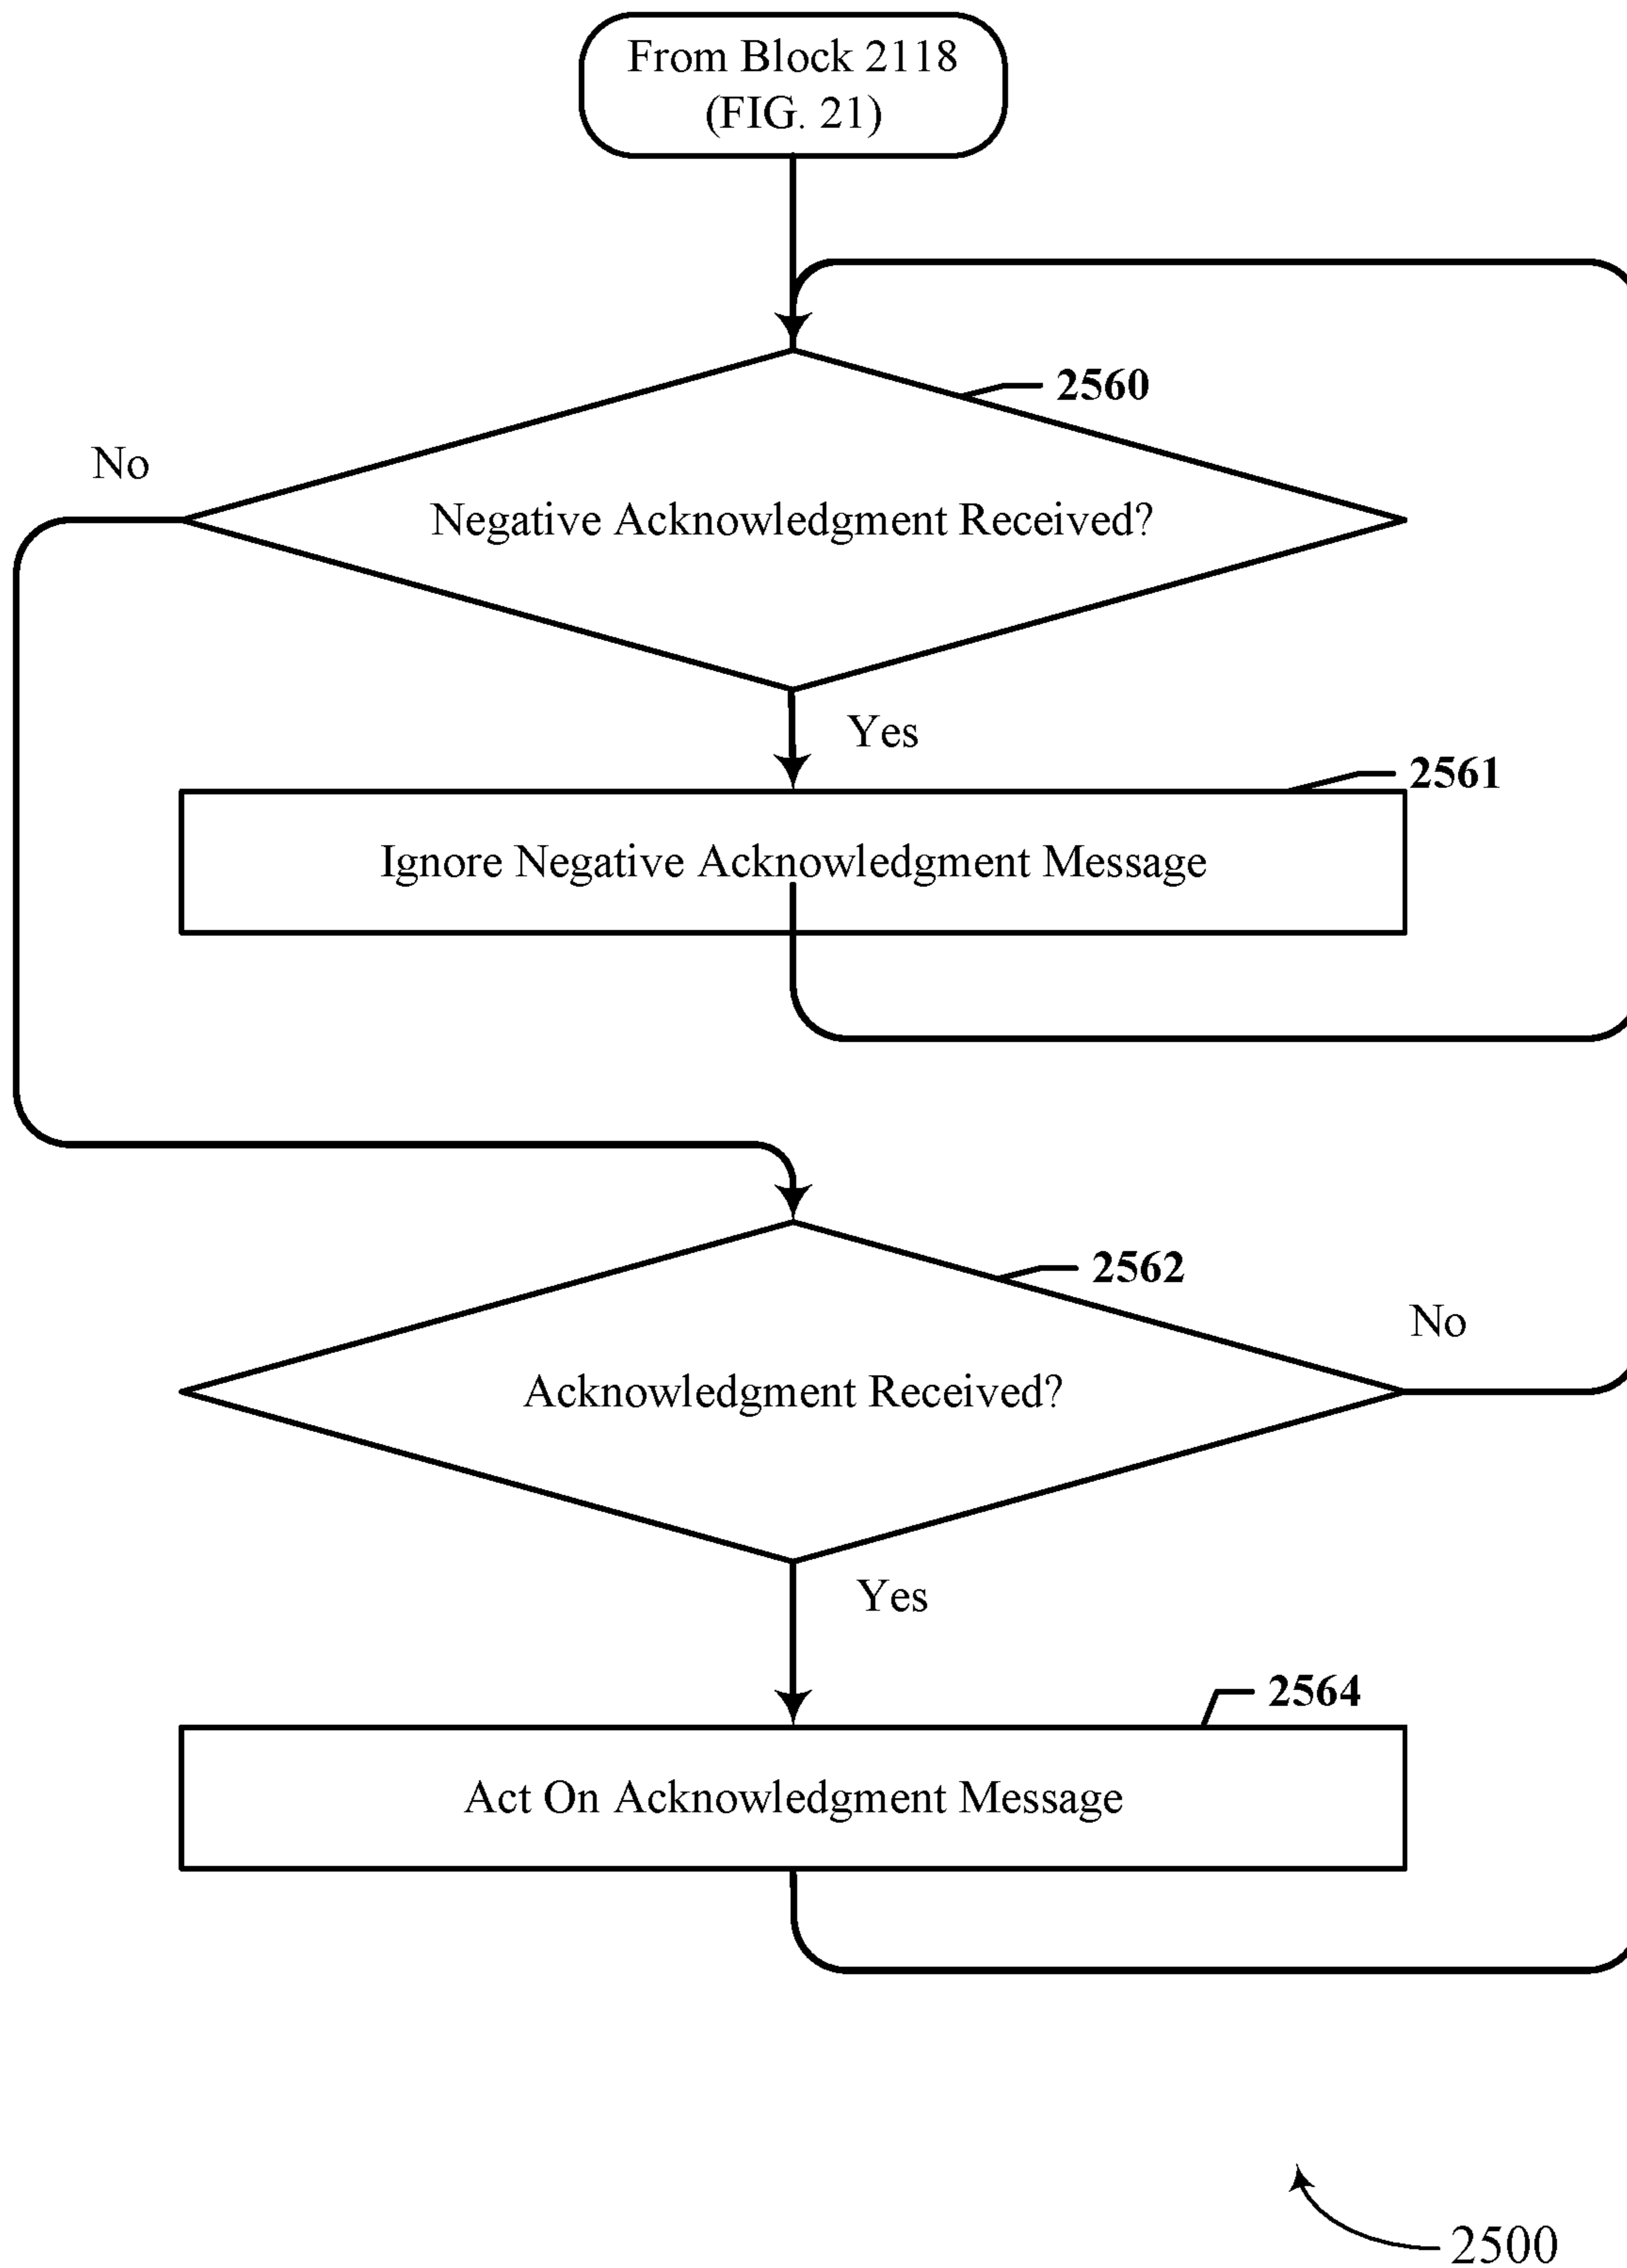 From Block 2118
(FIG. 21)
2560
No
Negative Acknowledgment Received?
Yes
2561
Ignore Negative Acknowledgment Message
2562
No
Acknowledgment Received?
Yes
2564
Act On Acknowledgment Message
2500